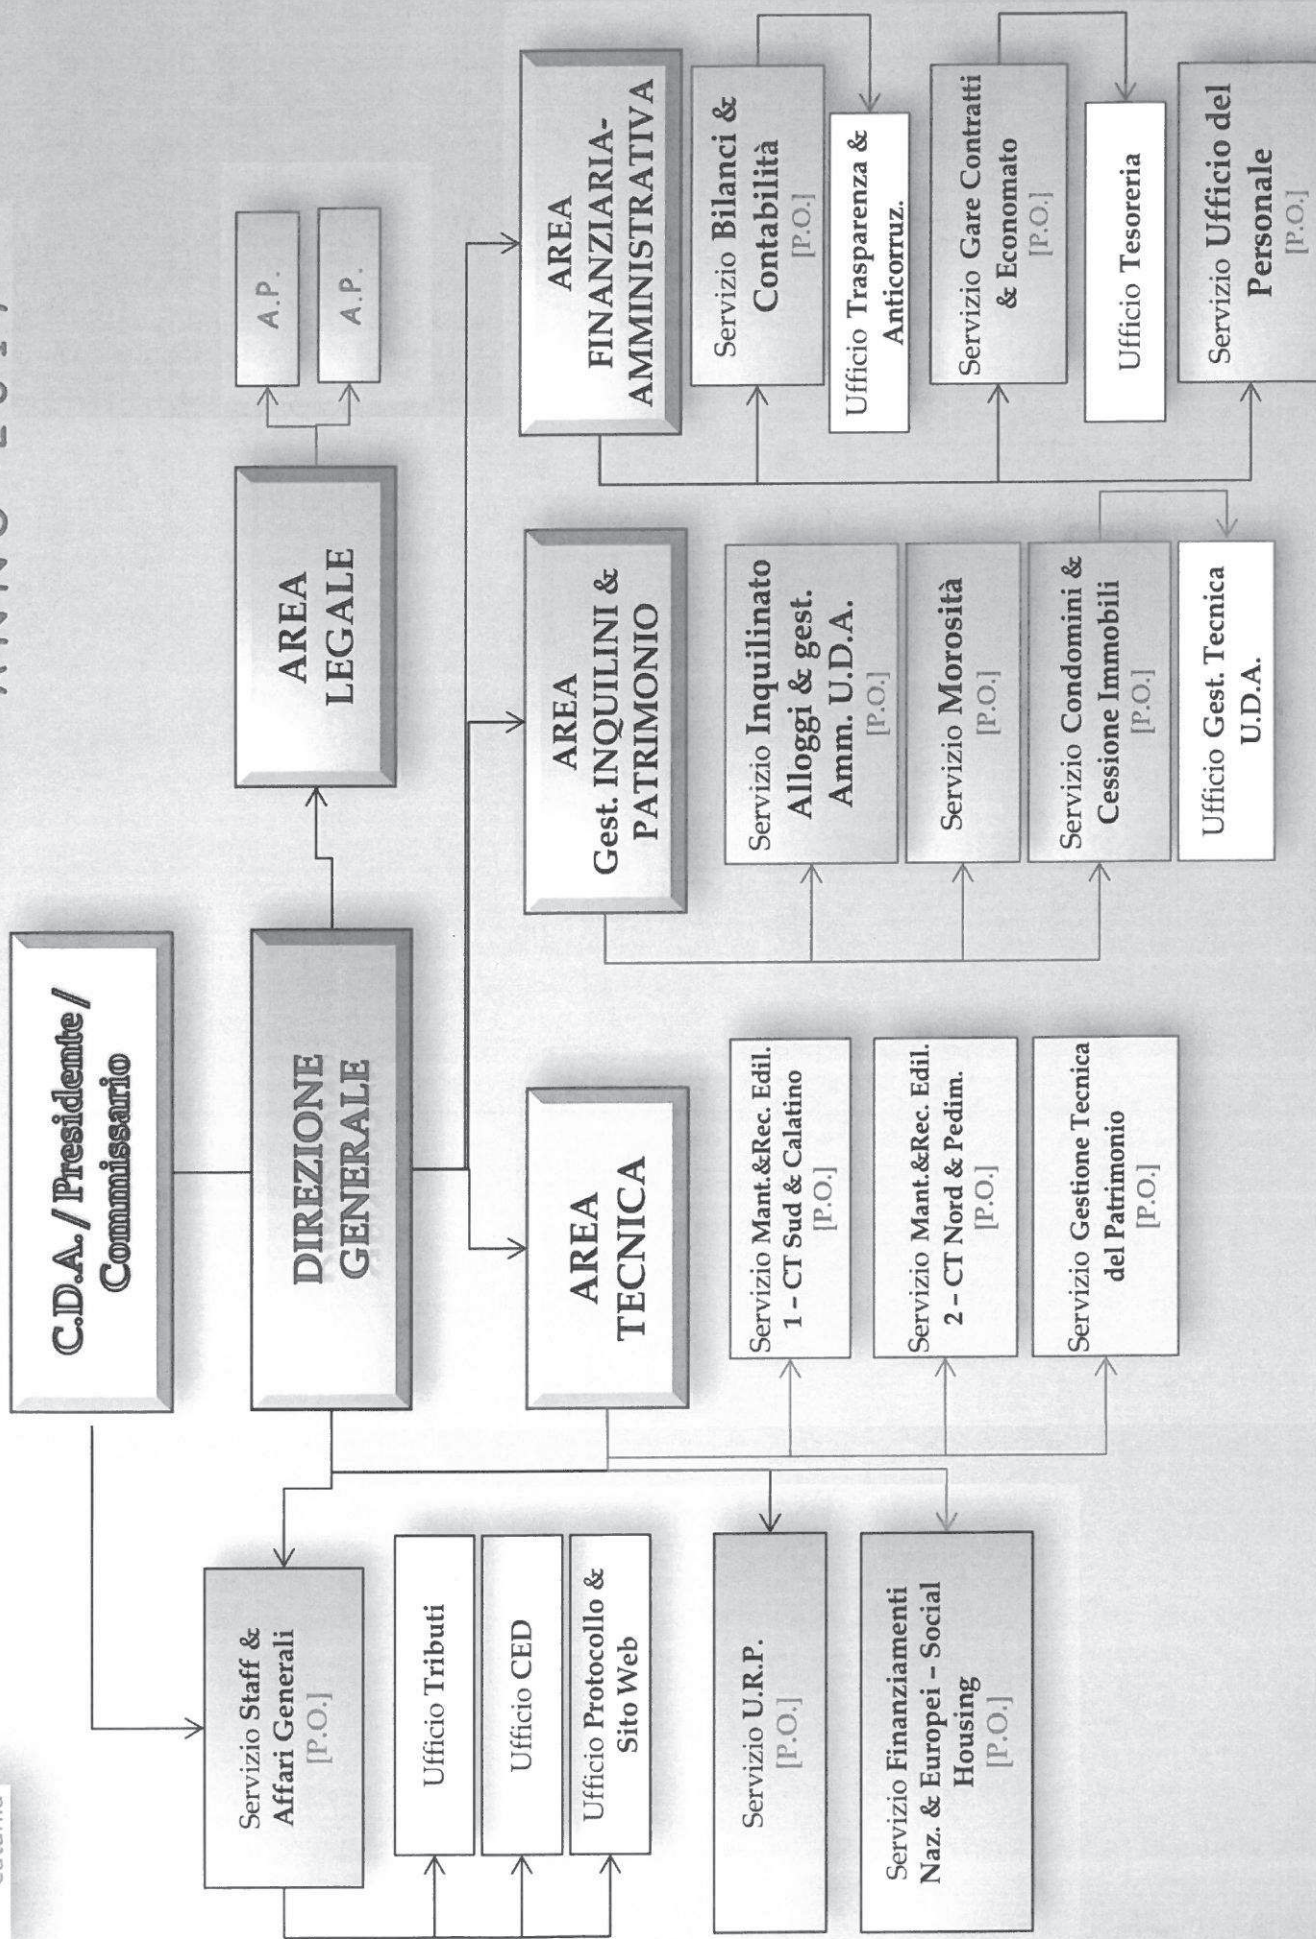 C.D.A. / Presidente /
Commissario
DIREZIONE
GENERALE
AREA
LEGALE
A.P.
A.P.
Servizio Staff &
Affari Generali
[P.O.]
Ufficio Tributi
Ufficio CED
Ufficio Protocollo &
Sito Web
Servizio U.R.P.
[P.O.]
Servizio Finanziamenti
Naz. & Europei – Social
Housing
[P.O.]
AREA
TECNICA
Servizio Mant.&Rec. Edil.
1 – CT Sud & Calatino
[P.O.]
Servizio Mant.&Rec. Edil.
2 – CT Nord & Pedim.
[P.O.]
Servizio Gestione Tecnica
del Patrimonio
[P.O.]
AREA
Gest. INQUILINI &
PATRIMONIO
Servizio Inquilinato
Alloggi & gest.
Amm. U.D.A.
[P.O.]
Servizio Morosità
[P.O.]
Servizio Condomini &
Cessione Immobili
[P.O.]
Ufficio Gest. Tecnica
U.D.A.
AREA
FINANZIARIA-
AMMINISTRATIVA
Servizio Bilanci &
Contabilità
[P.O.]
Ufficio Trasparenza &
Anticorruz.
Servizio Gare Contratti
& Economato
[P.O.]
Ufficio Tesoreria
Servizio Ufficio del
Personale
[P.O.]